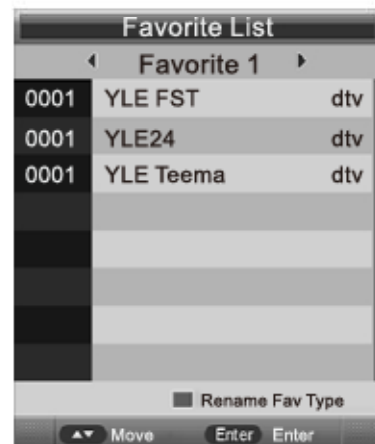 Favorite List
Favorite 1
0001 YLE FST dtv
0001 YLE24 dtv
0001 YLE Teema dtv
Rename Fav Type
Move Enter Enter